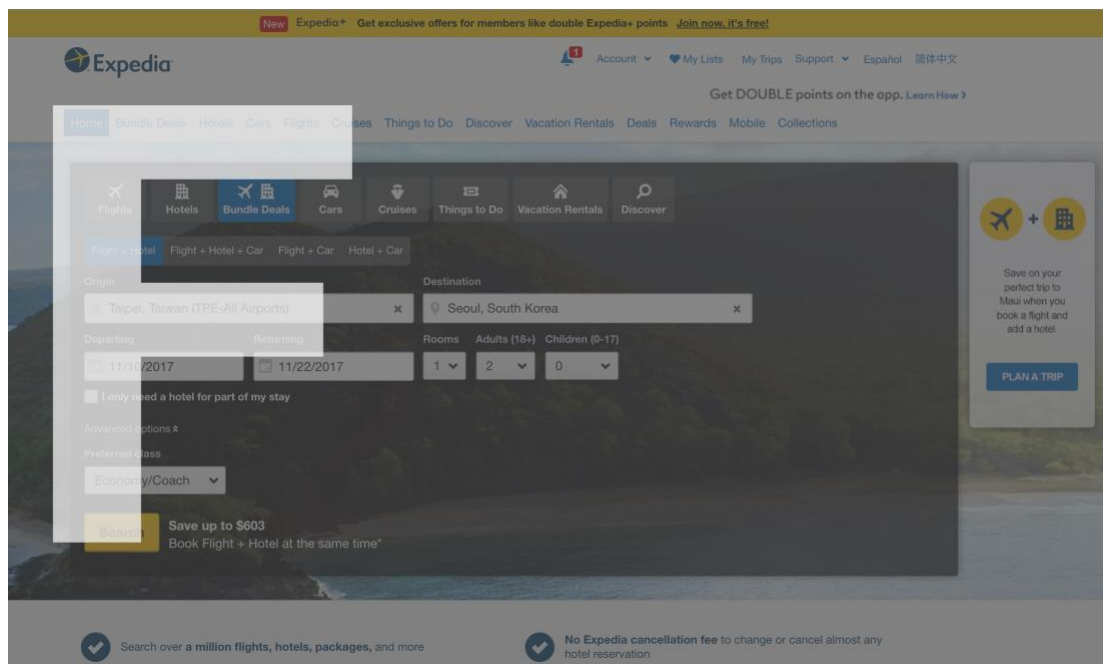 New Expedia+ Get exclusive offers for members like double Expedia+ points Join now, it's free!
Expedia
1 Account My Lists My Trips Support Español 简体中文
Get DOUBLE points on the app. Learn How >
Home Bundle Deals Hotels Cars Flights Cruises Things to Do Discover Vacation Rentals Deals Rewards Mobile Collections
Flights Hotels Bundle Deals Cars Cruises Things to Do Vacation Rentals Discover
Flight + Hotel Flight + Hotel + Car Flight + Car Hotel + Car
Origin Destination
Taipei, Taiwan (TPE-All Airports) × Seoul, South Korea ×
Departing Returning Rooms Adults (18+) Children (0-17)
11/10/2017 11/22/2017 1 2 0
I only need a hotel for part of my stay
Advanced options
Preferred class
Economy/Coach
Search
Save up to $603
Book Flight + Hotel at the same time*
+
Save on your
perfect trip to
Maui when you
book a flight and
add a hotel.
PLAN A TRIP
Search over a million flights, hotels, packages, and more
No Expedia cancellation fee to change or cancel almost any
hotel reservation